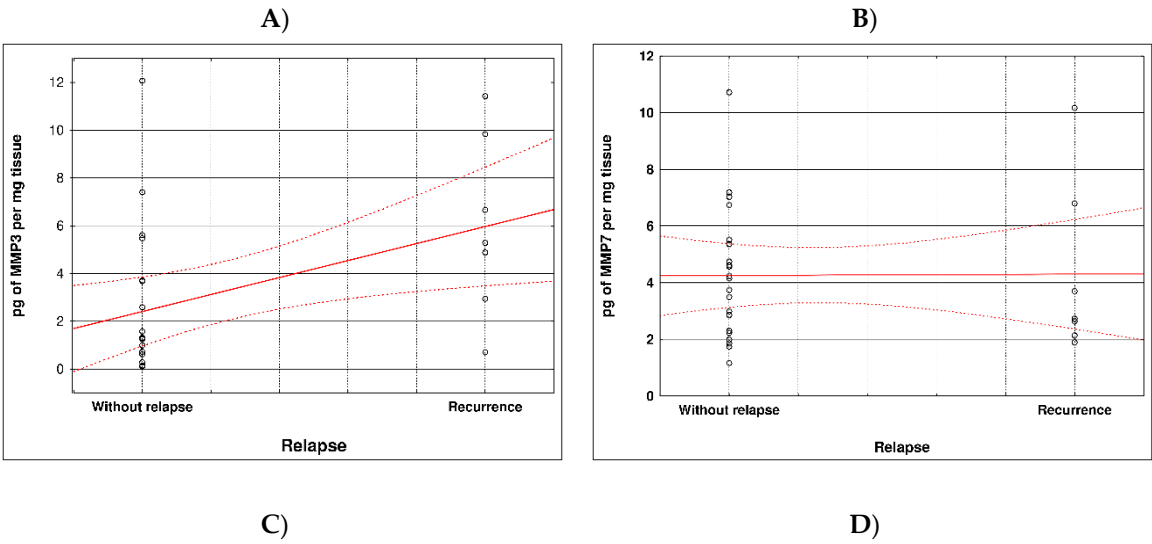 A)
B)
pg of MMP3 per mg tissue
12
10
8
6
4
2
0
Without relapse
Recurrence
Relapse
pg of MMP7 per mg tissue
12
10
8
6
4
2
0
Without relapse
Recurrence
Relapse
C)
D)